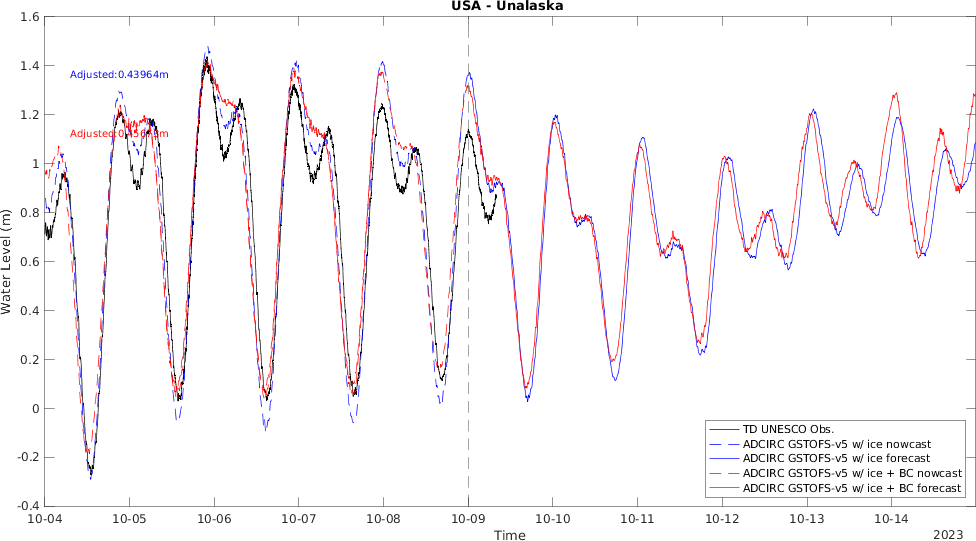 USA - Unalaska
1.6
1.4
1.2
1
0.8
0.6
0.4
0.2
0
-0.2
-0.4
Water Level (m)
Adjusted:0.43964m
TD UNESCO Obs.
ADCIRC GSTOFS-v5 w/ ice nowcast
ADCIRC GSTOFS-v5 w/ ice forecast
ADCIRC GSTOFS-v5 w/ ice + BC nowcast
ADCIRC GSTOFS-v5 w/ ice + BC forecast
10-04 10-05 10-06 10-07 10-08 10-09 10-10 10-11 10-12 10-13 10-14
Time
2023